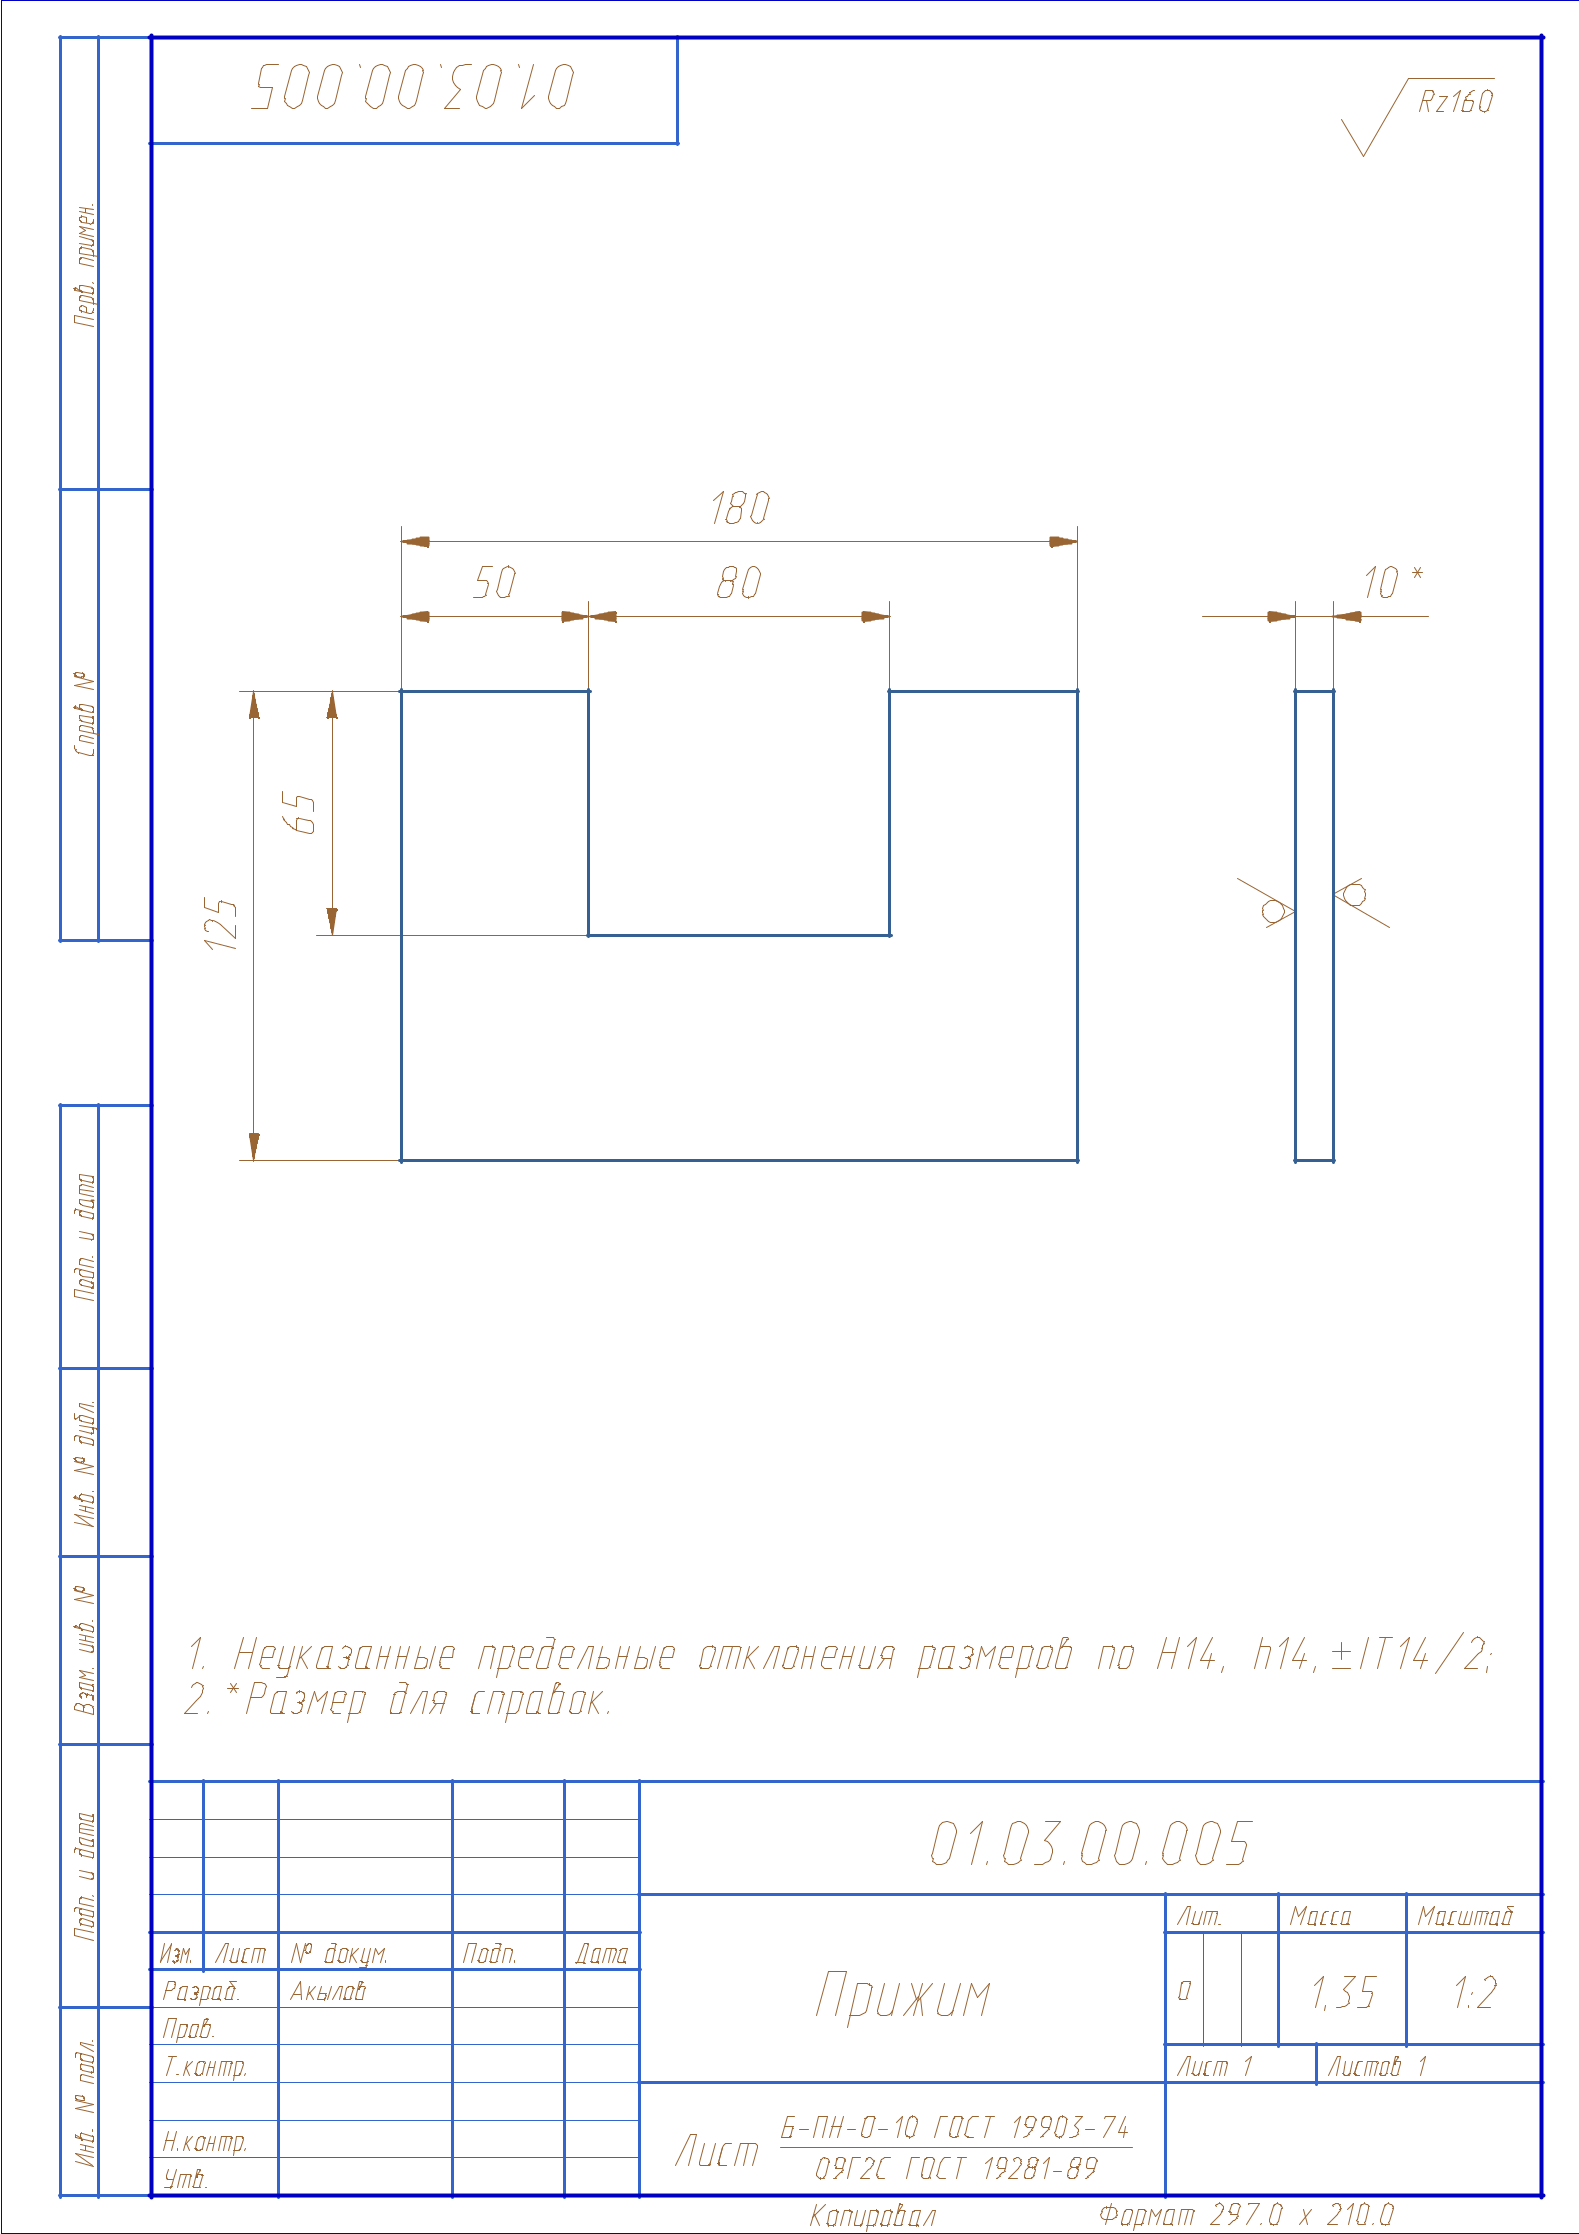 01.03.00.005
Rz160
Перв. примен.
Справ №
Подп. и дата
Инв. № дубл.
Взам. инв. №
Подп. и дата
Инв. № подл.
180
50
80
10*
65
125
1. Неуказанные предельные отклонения размеров по Н14, h14, ±IT14/2;
2. *Размер для справок.
01.03.00.005
Изм. Лист № докум. Подп. Дата
Разраб. Акылов
Пров.
Т.контр.
Н.контр.
Утв.
Прижим
Лит. Масса Масштаб
а 1,35 1:2
Лист 1 Листов 1
Лист Б-ПН-О-10 ГОСТ 19903-74
09Г2С ГОСТ 19281-89
Копировал Формат 297.0 x 210.0